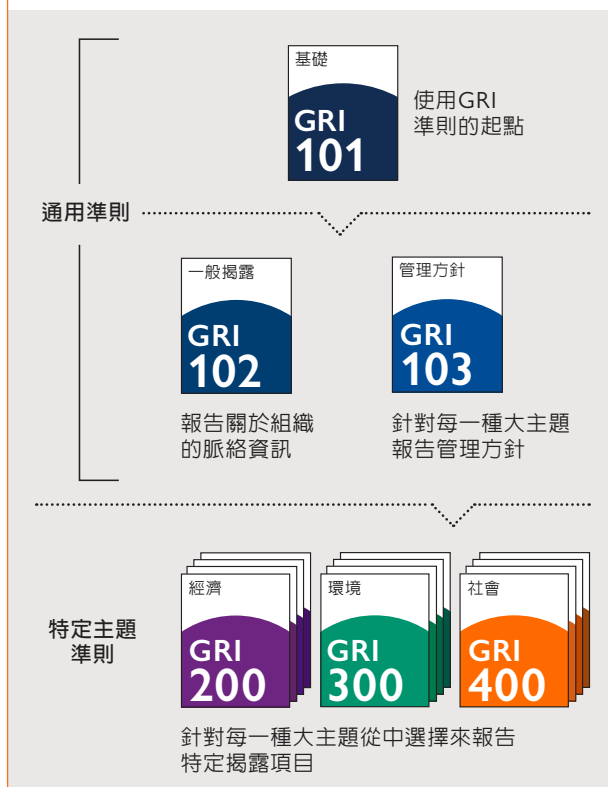 基礎
GRI
101
使用GRI
準則的起點
通用準則
一般揭露
GRI
102
報告關於組織
的脈絡資訊
管理方針
GRI
103
針對每一種大主題
報告管理方針
特定主題
準則
經濟
GRI
200
環境
GRI
300
社會
GRI
400
針對每一種大主題從中選擇來報告
特定揭露項目